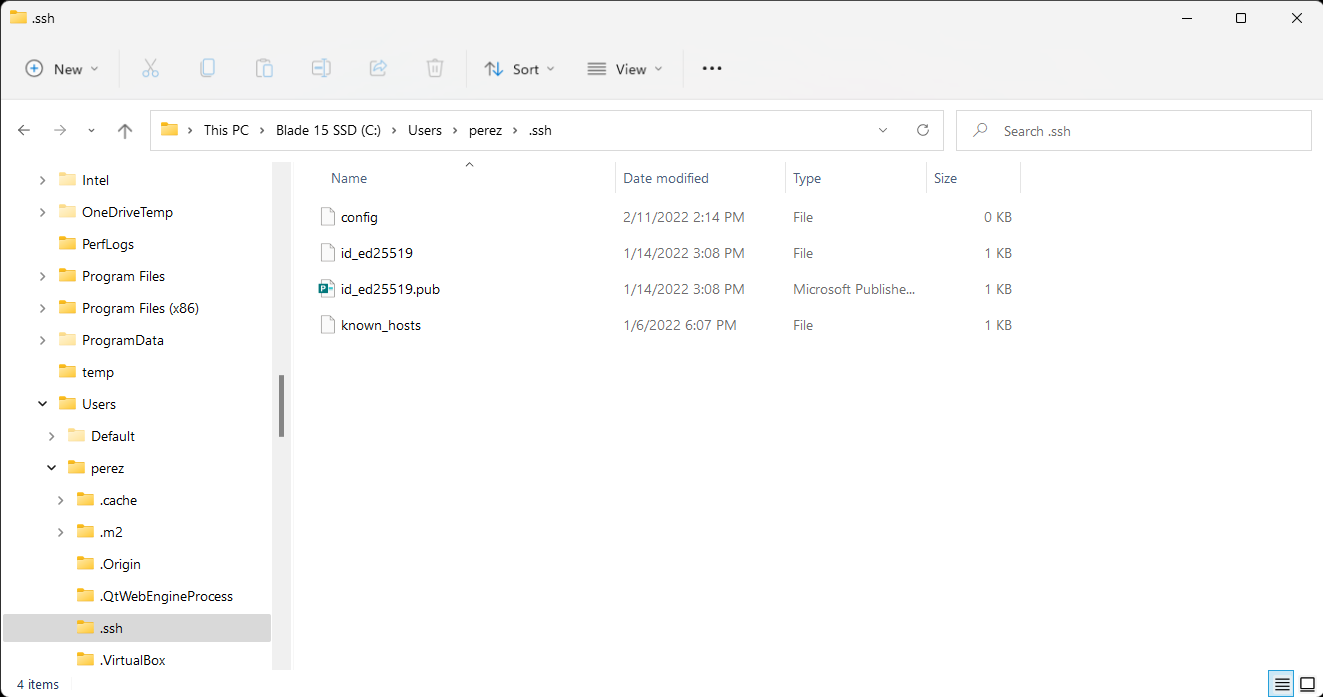 .ssh
New Sort View
This PC Blade 15 SSD (C:) Users perez .ssh
Search .ssh
Intel
OneDriveTemp
PerfLogs
Program Files
Program Files (x86)
ProgramData
temp
Users
Default
perez
.cache
.m2
.Origin
.QtWebEngineProcess
.ssh
.VirtualBox
Name Date modified Type Size
config 2/11/2022 2:14 PM File 0 KB
id_ed25519 1/14/2022 3:08 PM File 1 KB
id_ed25519.pub 1/14/2022 3:08 PM Microsoft Publishe... 1 KB
known_hosts 1/6/2022 6:07 PM File 1 KB
4 items